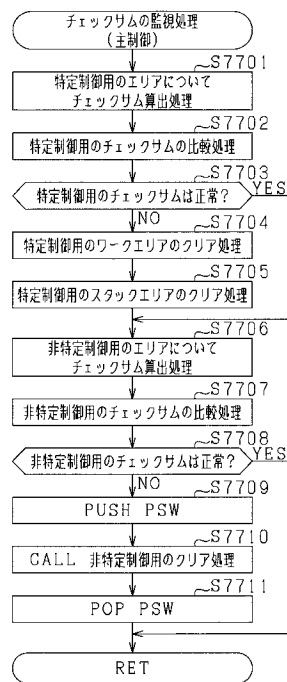 チェックサムの監視処理
(主制御)
S7701
特定制御用のエリアについて
チェックサム算出処理
S7702
特定制御用のチェックサムの比較処理
S7703
特定制御用のチェックサムは正常?
YES
NO
S7704
特定制御用のワークエリアのクリア処理
S7705
特定制御用のスタックエリアのクリア処理
S7706
非特定制御用のエリアについて
チェックサム算出処理
S7707
非特定制御用のチェックサムの比較処理
S7708
非特定制御用のチェックサムは正常?
YES
NO
S7709
PUSH PSW
S7710
CALL 非特定制御用のクリア処理
S7711
POP PSW
RET